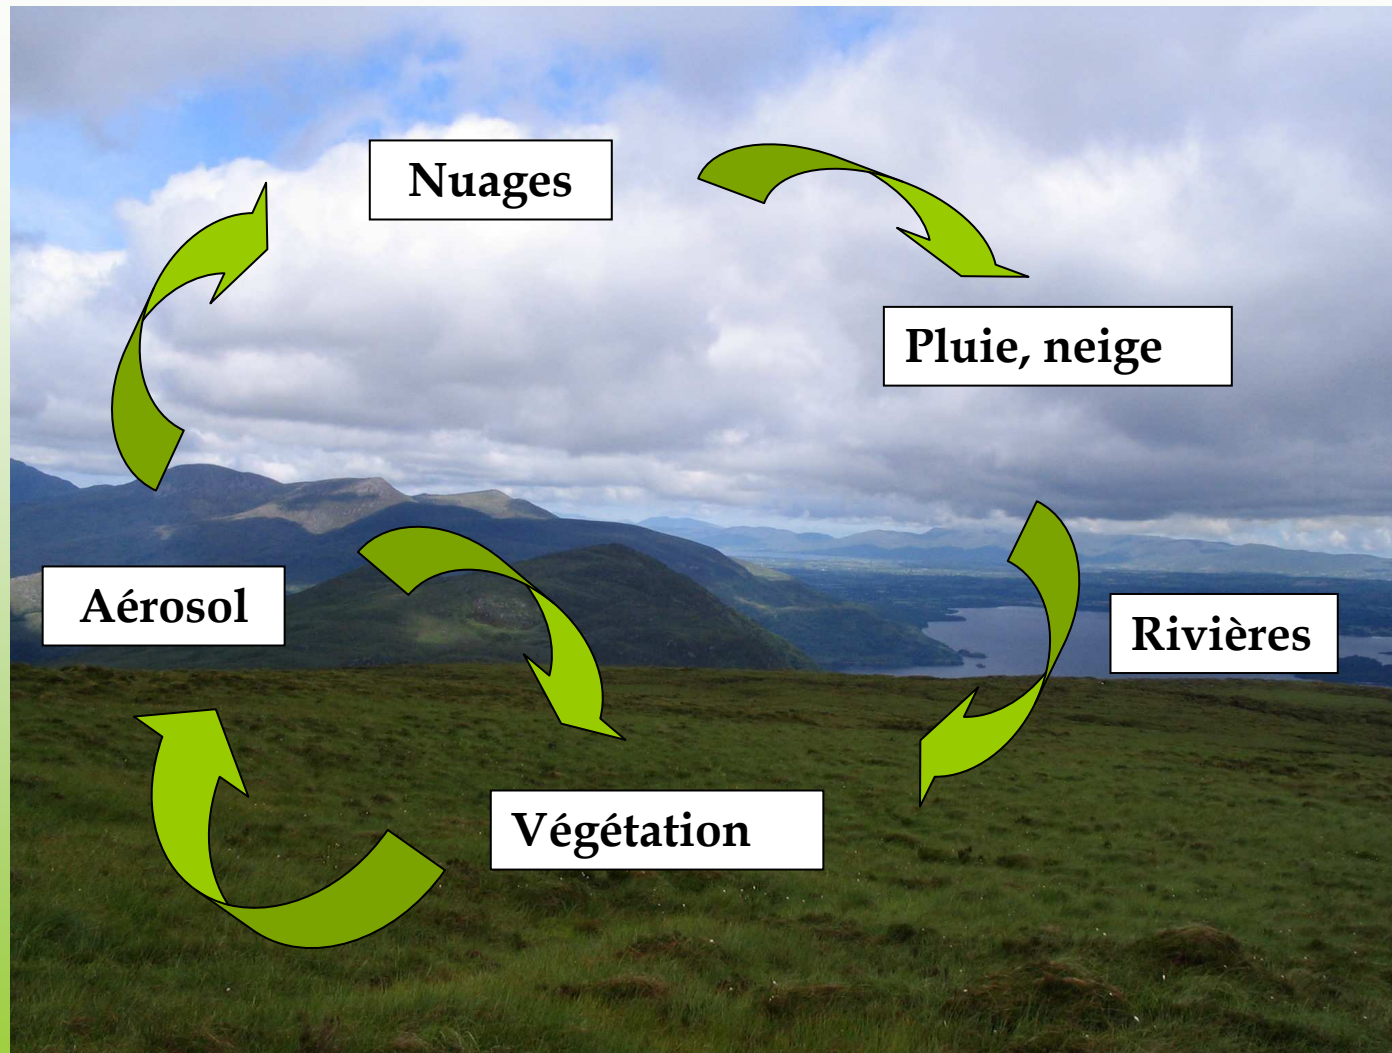 Nuages
Pluie, neige
Aérosol
Rivières
Végétation